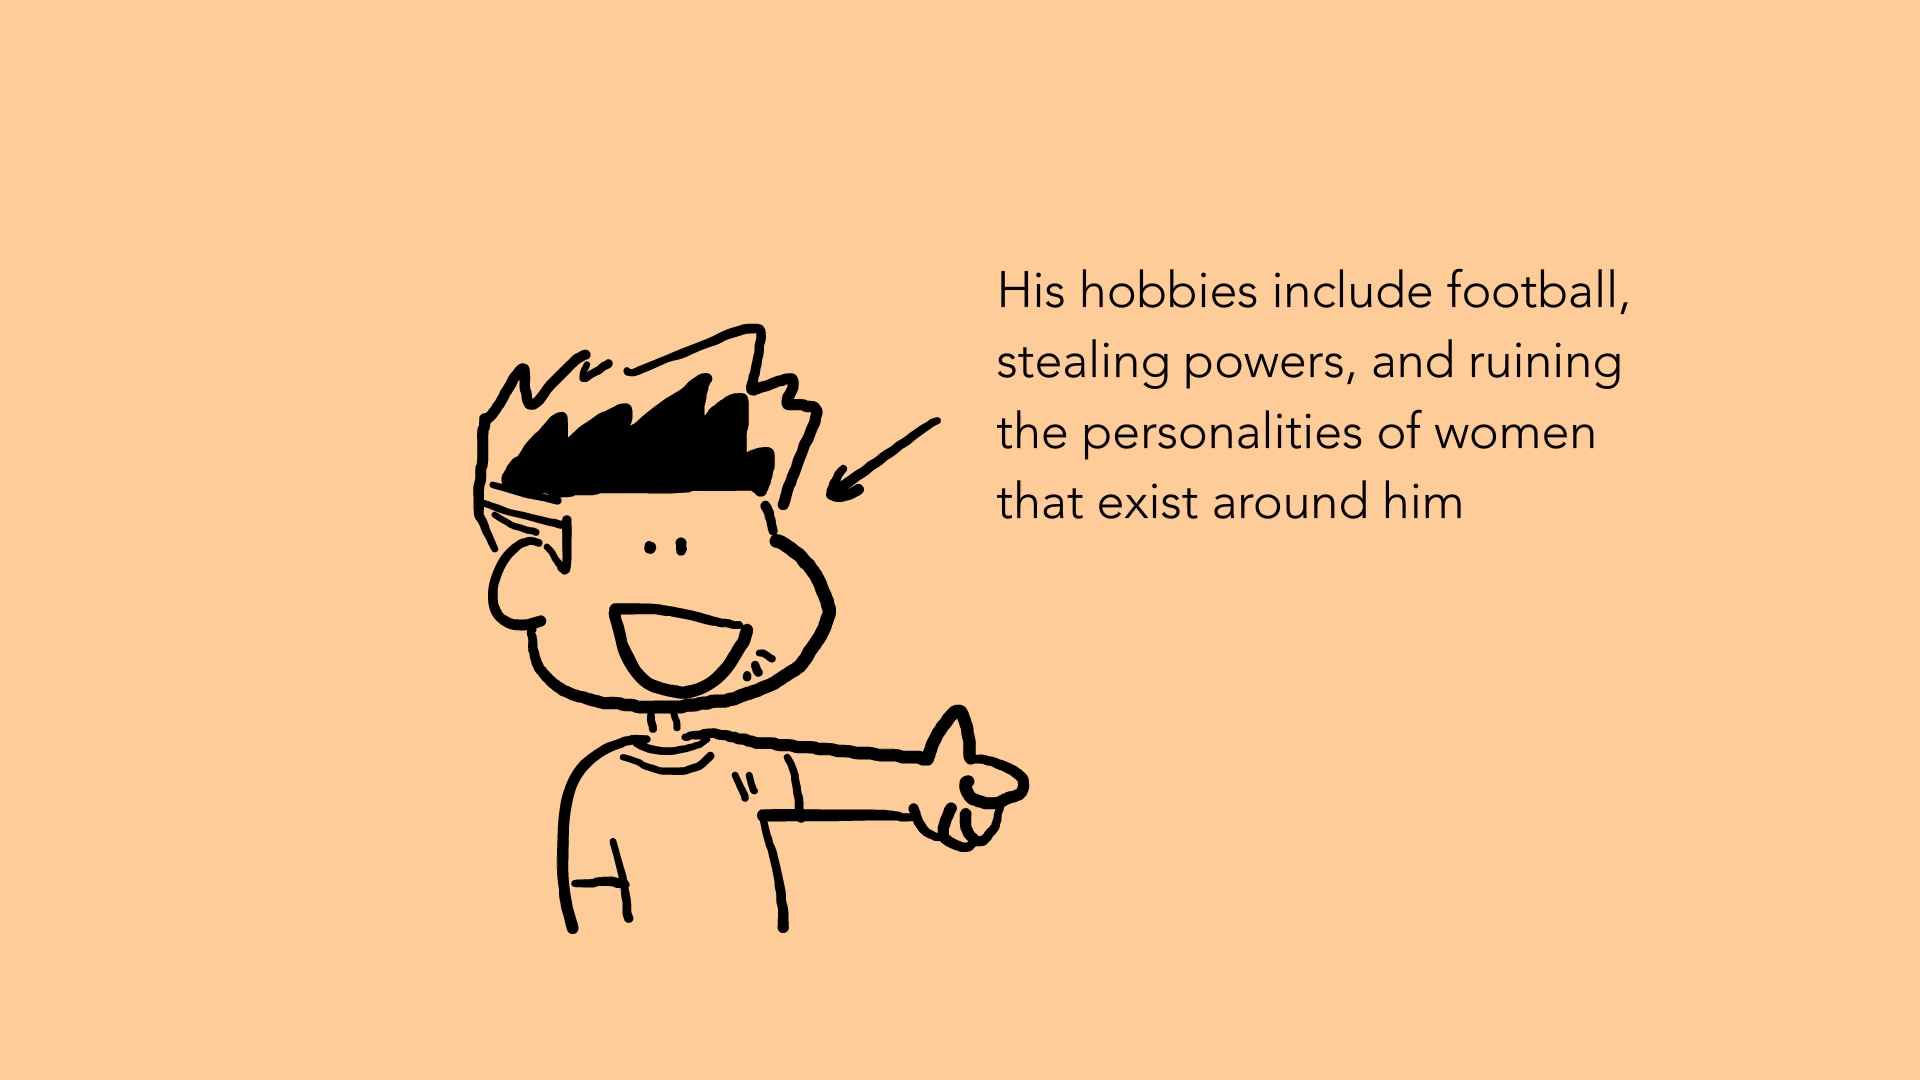 His hobbies include football,
stealing powers, and ruining
the personalities of women
that exist around him